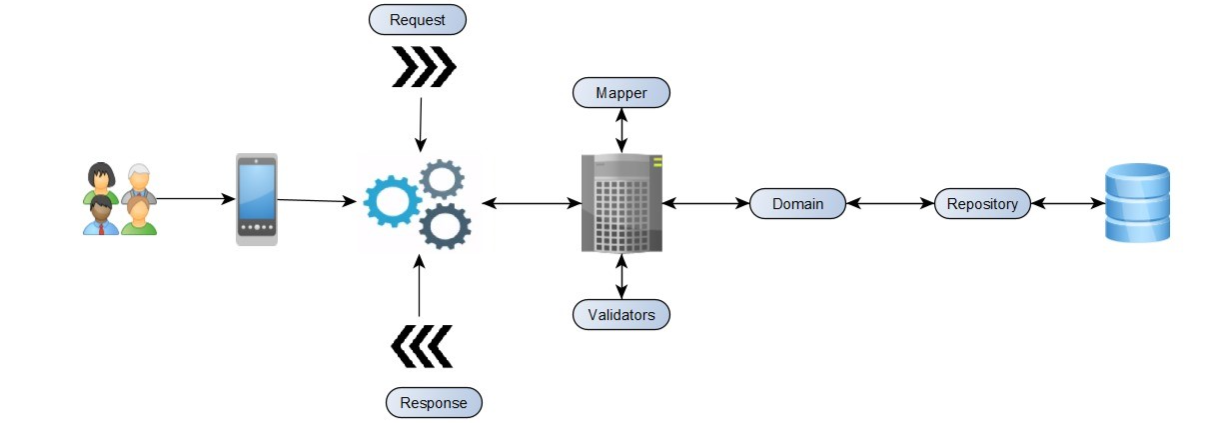 Request
Mapper
Domain
Repository
Validators
Response